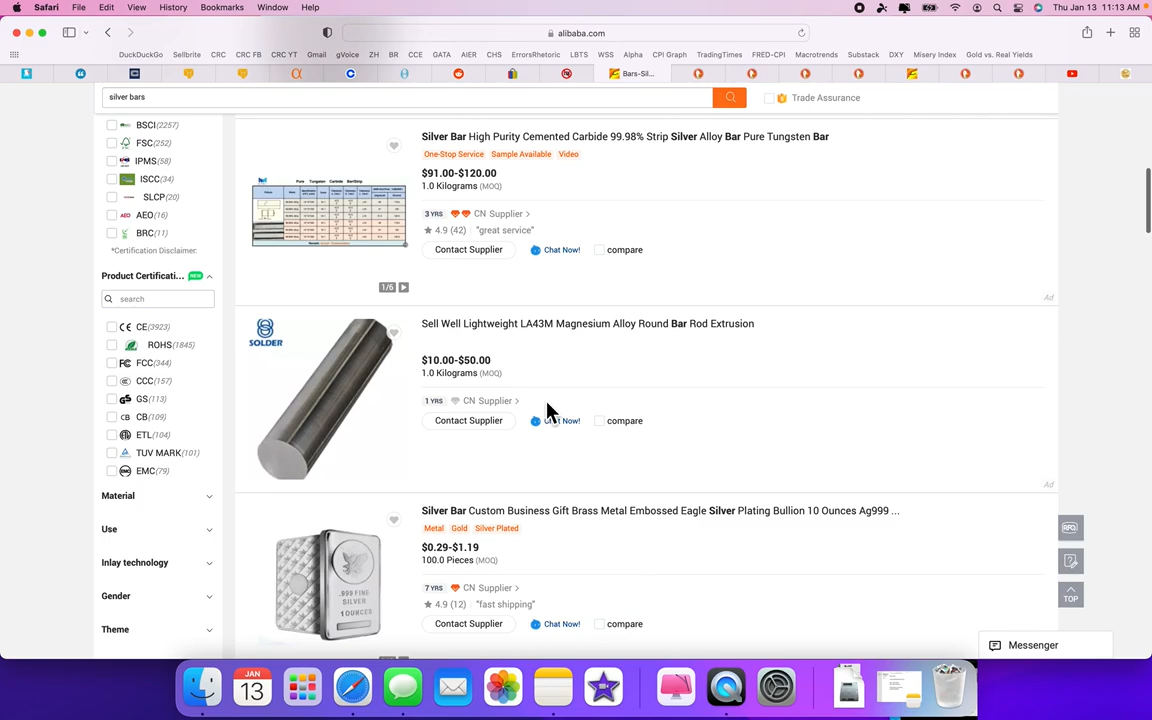 Safari File Edit View History Bookmarks Window Help Thu Jan 13 11:13 AM
alibaba.com
DuckDuckGo Sellbrite CRC CRC FB CRC YT Gmail gVoice ZH BR CCE GATA AIER CHS ErrorsRhetoric LBTS WSS Alpha CPI Graph TradingTimes FRED-CPI Macrotrends Substack DXY Misery Index Gold vs. Real Yields
Bars-Sil...
silver bars
Trade Assurance
BSCI(2257)
FSC(252)
IPMS(58)
ISCC(34)
SLCP(20)
AEO AEO(16)
BRC(11)
*Certification Disclaimer.
Product Certificati... NEW
search
CE(3923)
ROHS(1845)
FCC(344)
CCC(157)
GS(113)
CB CB(109)
ETL(104)
TUV MARK(101)
EMC(79)
Material
Use
Inlay technology
Gender
Theme
Silver Bar High Purity Cemented Carbide 99.98% Strip Silver Alloy Bar Pure Tungsten Bar
One-Stop Service Sample Available Video
$91.00-$120.00
1.0 Kilograms (MOQ)
3 YRS CN Supplier >
4.9 (42) "great service"
Contact Supplier Chat Now! compare
Pure Tungsten Carbide Bar/Strip
1/6
Ad
SOLDER
Sell Well Lightweight LA43M Magnesium Alloy Round Bar Rod Extrusion
$10.00-$50.00
1.0 Kilograms (MOQ)
1 YRS CN Supplier >
Contact Supplier Now! compare
Ad
Silver Bar Custom Business Gift Brass Metal Embossed Eagle Silver Plating Bullion 10 Ounces Ag999 ...
Metal Gold Silver Plated
$0.29-$1.19
100.0 Pieces (MOQ)
7 YRS CN Supplier >
4.9 (12) "fast shipping"
Contact Supplier Chat Now! compare
.999 FINE
SILVER
1 OUNCES
RFQ
TOP
Messenger
JAN
13